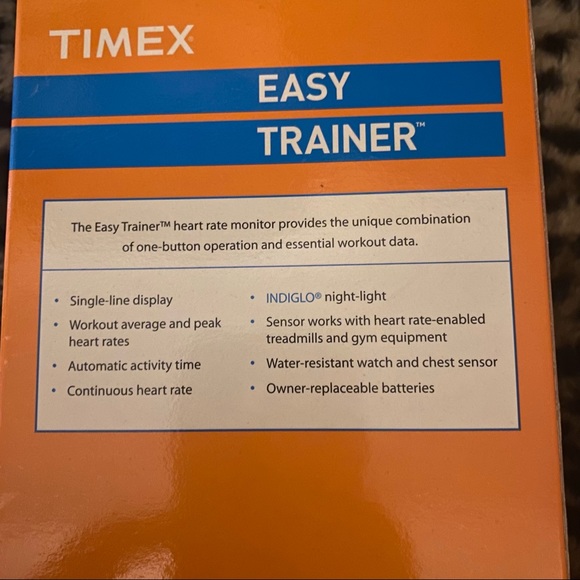 TIMEX
EASY
TRAINER™
The Easy Trainer™ heart rate monitor provides the unique combination
of one-button operation and essential workout data.
• Single-line display
• Workout average and peak
heart rates
• Automatic activity time
• Continuous heart rate
• INDIGLO® night-light
• Sensor works with heart rate-enabled
treadmills and gym equipment
• Water-resistant watch and chest sensor
• Owner-replaceable batteries